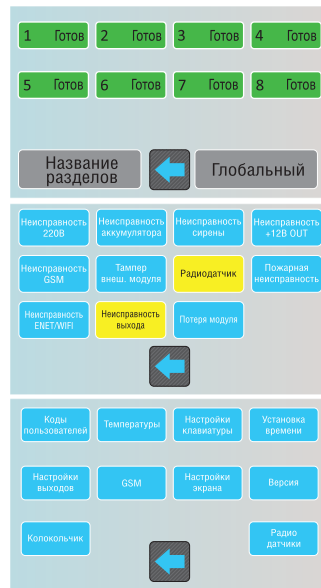 1 Готов 2 Готов 3 Готов 4 Готов
5 Готов 6 Готов 7 Готов 8 Готов
Название
разделов
Глобальный
Неисправность
220В
Неисправность
аккумулятора
Неисправность
сирены
Неисправность
+12В OUT
Неисправность
GSM
Тампер
внеш. модуля
Радиодатчик
Пожарная
неисправность
Неисправность
ENET/WIFI
Неисправность
выхода
Потеря модуля
Коды
пользователей
Температуры
Настройки
клавиатуры
Установка
времени
Настройки
выходов
GSM
Настройки
экрана
Версия
Колокольчик
Радио
датчики